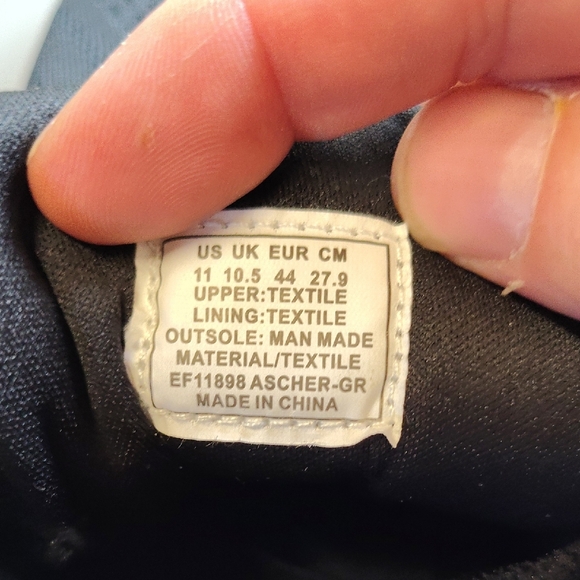 US UK EUR CM
11 10.5 44 27.9
UPPER:TEXTILE
LINING:TEXTILE
OUTSOLE: MAN MADE
MATERIAL/TEXTILE
EF11898 ASCHER-GR
MADE IN CHINA